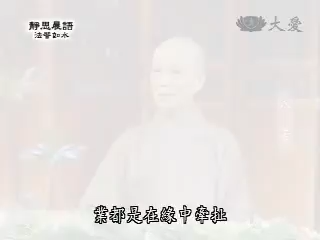 靜思晨語
法譬如水
大愛
業都是在緣中牽扯